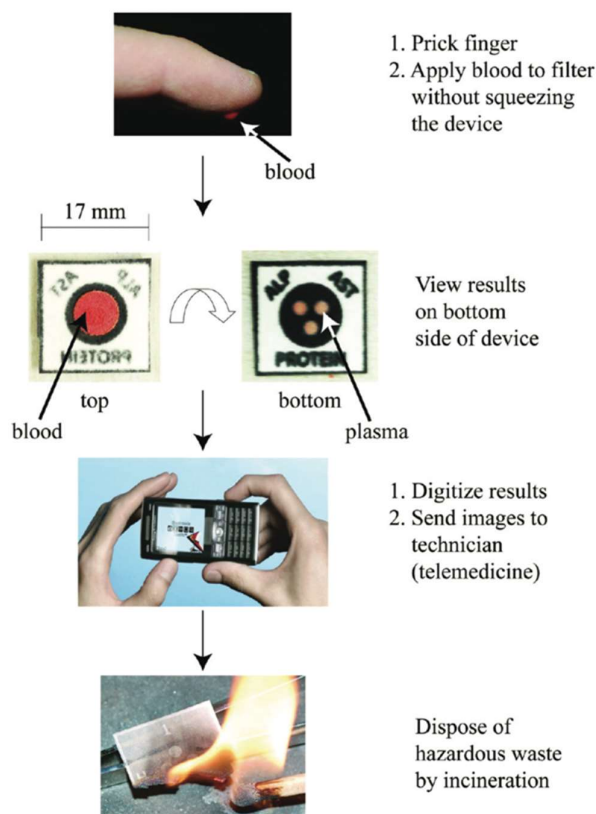 1. Prick finger
2. Apply blood to filter
without squeezing
the device
blood
17 mm
AST
ALP
PROTEIN
ALP
AST
PROTEIN
View results
on bottom
side of device
top
bottom
blood
plasma
1. Digitize results
2. Send images to
technician
(telemedicine)
Dispose of
hazardous waste
by incineration